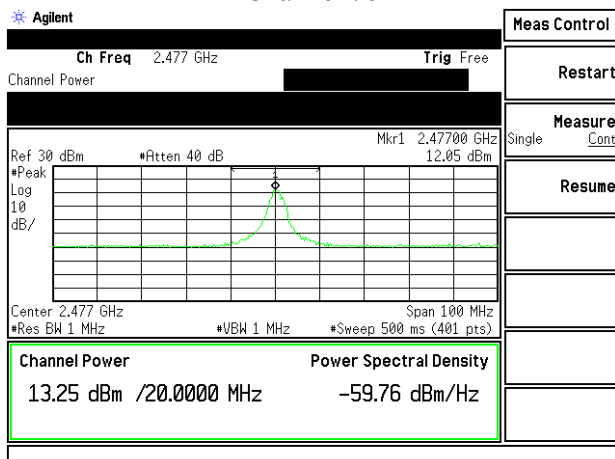 Agilent
Meas Control
Ch Freq 2.477 GHz Trig Free
Channel Power
Restart
Measure
Single Cont
Mkr1 2.47700 GHz
Ref 30 dBm #Atten 40 dB 12.05 dBm
#Peak
Log
10
dB/
1
Resume
Center 2.477 GHz Span 100 MHz
#Res BW 1 MHz #VBW 1 MHz #Sweep 500 ms (401 pts)
Channel Power Power Spectral Density
13.25 dBm /20.0000 MHz -59.76 dBm/Hz